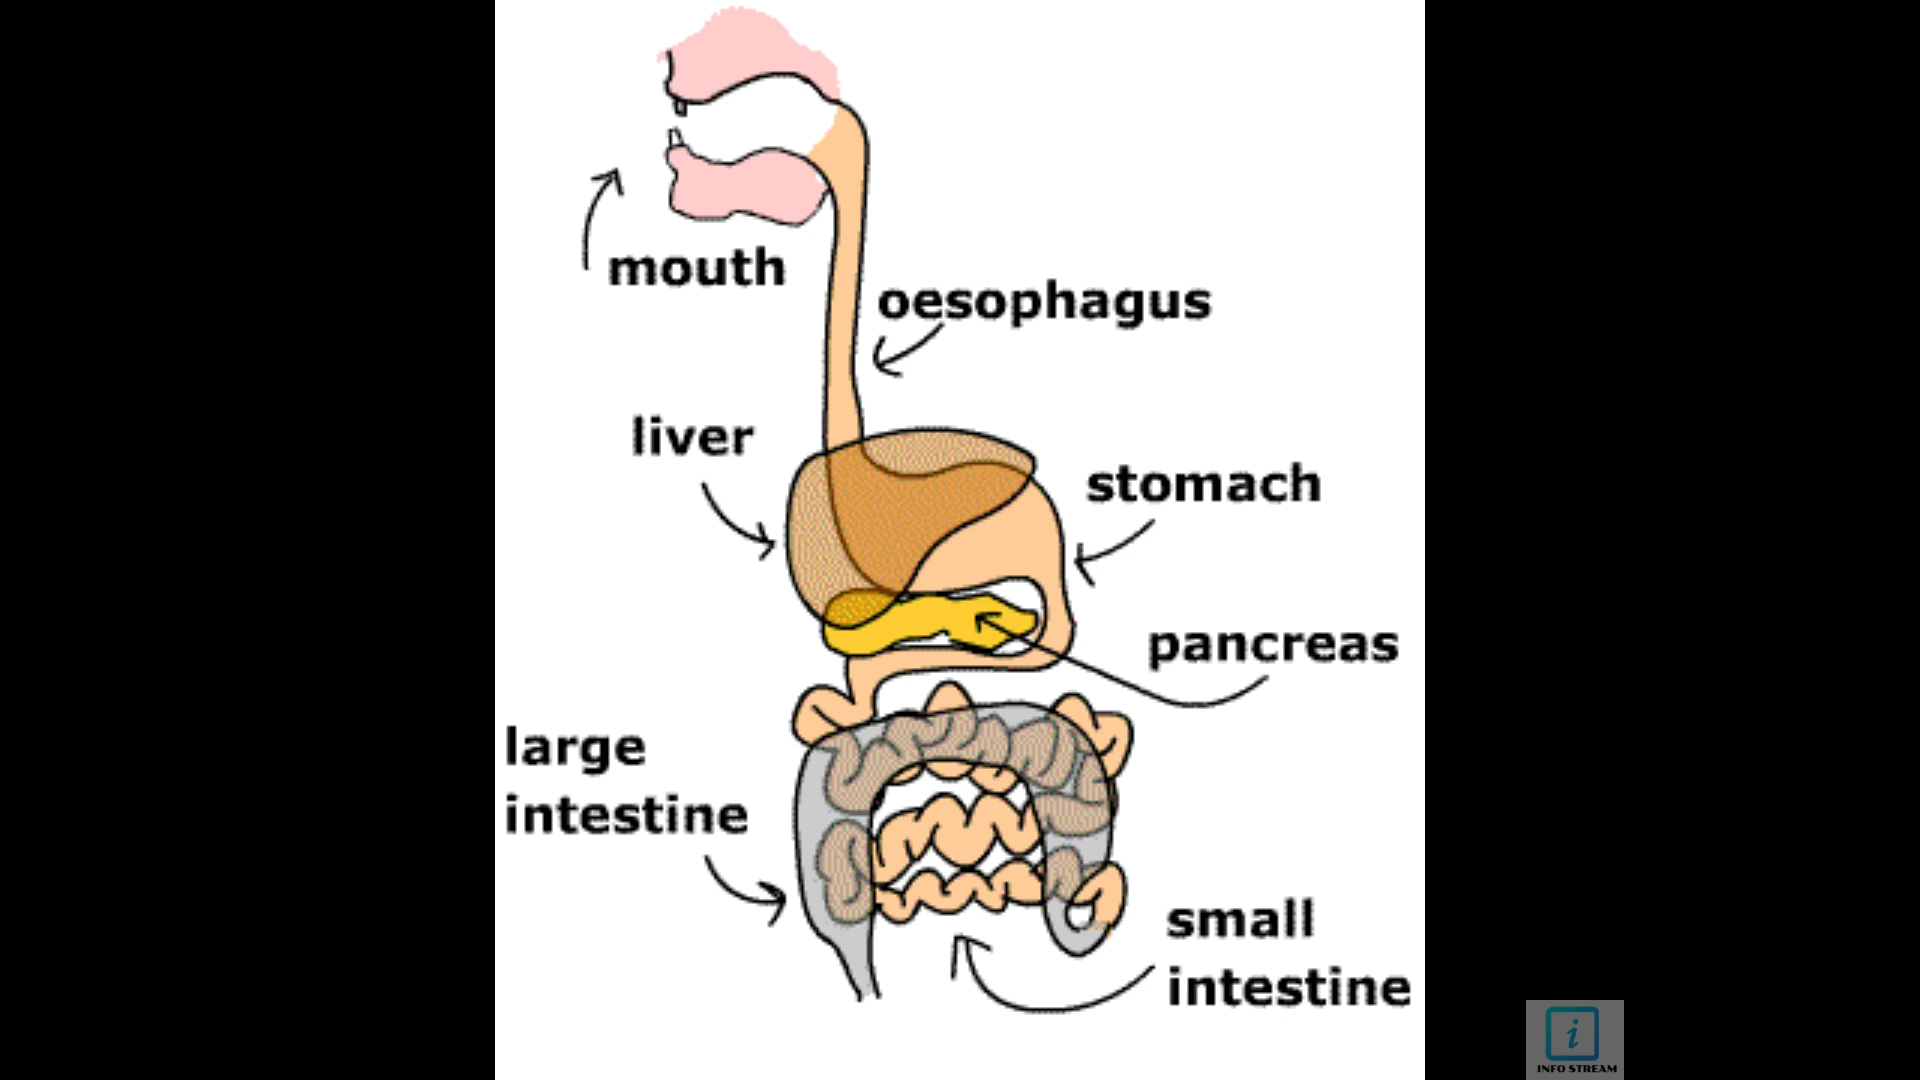 mouth
oesophagus
liver
stomach
pancreas
large
intestine
small
intestine
i
INFO STREAM